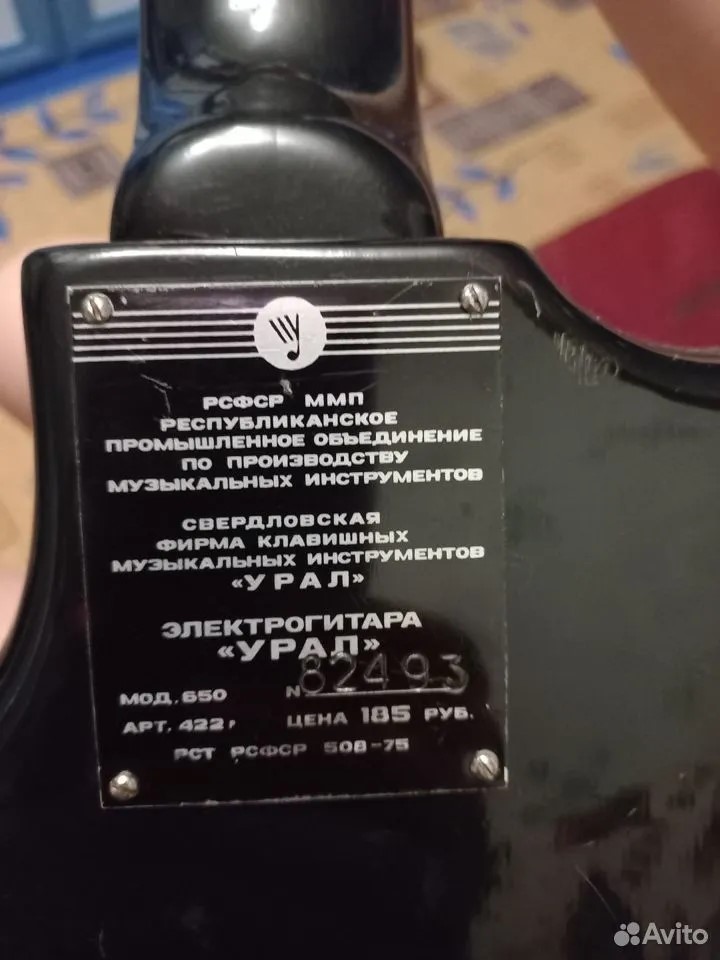 РСФСР ММП
РЕСПУБЛИКАНСКОЕ
ПРОМЫШЛЕННОЕ ОБЪЕДИНЕНИЕ
ПО ПРОИЗВОДСТВУ
МУЗЫКАЛЬНЫХ ИНСТРУМЕНТОВ
СВЕРДЛОВСКАЯ
ФИРМА КЛАВИШНЫХ
МУЗЫКАЛЬНЫХ ИНСТРУМЕНТОВ
«УРАЛ»
ЭЛЕКТРОГИТАРА
«УРАЛ»
МОД. 650 N 82493
АРТ. 422г ЦЕНА 185 РУБ.
РСТ РСФСР 508-75
Avito